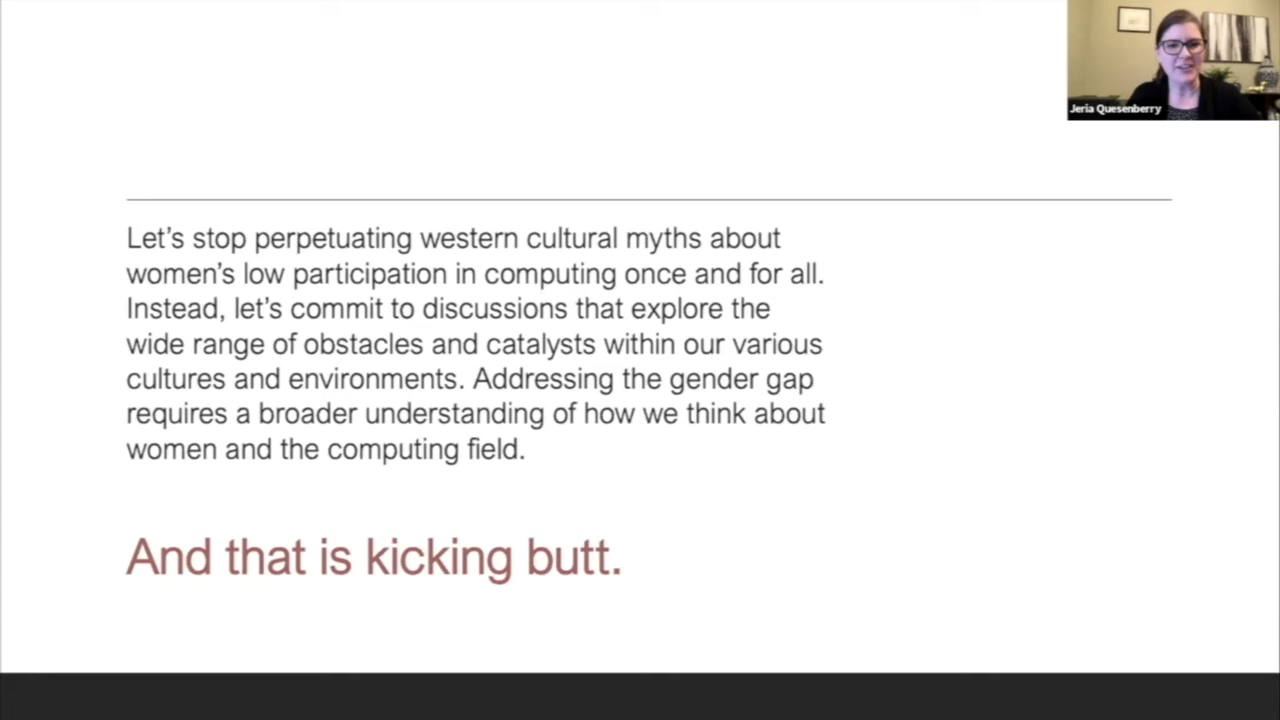 Jeria Quesenberry
Let's stop perpetuating western cultural myths about
women's low participation in computing once and for all.
Instead, let's commit to discussions that explore the
wide range of obstacles and catalysts within our various
cultures and environments. Addressing the gender gap
requires a broader understanding of how we think about
women and the computing field.
And that is kicking butt.